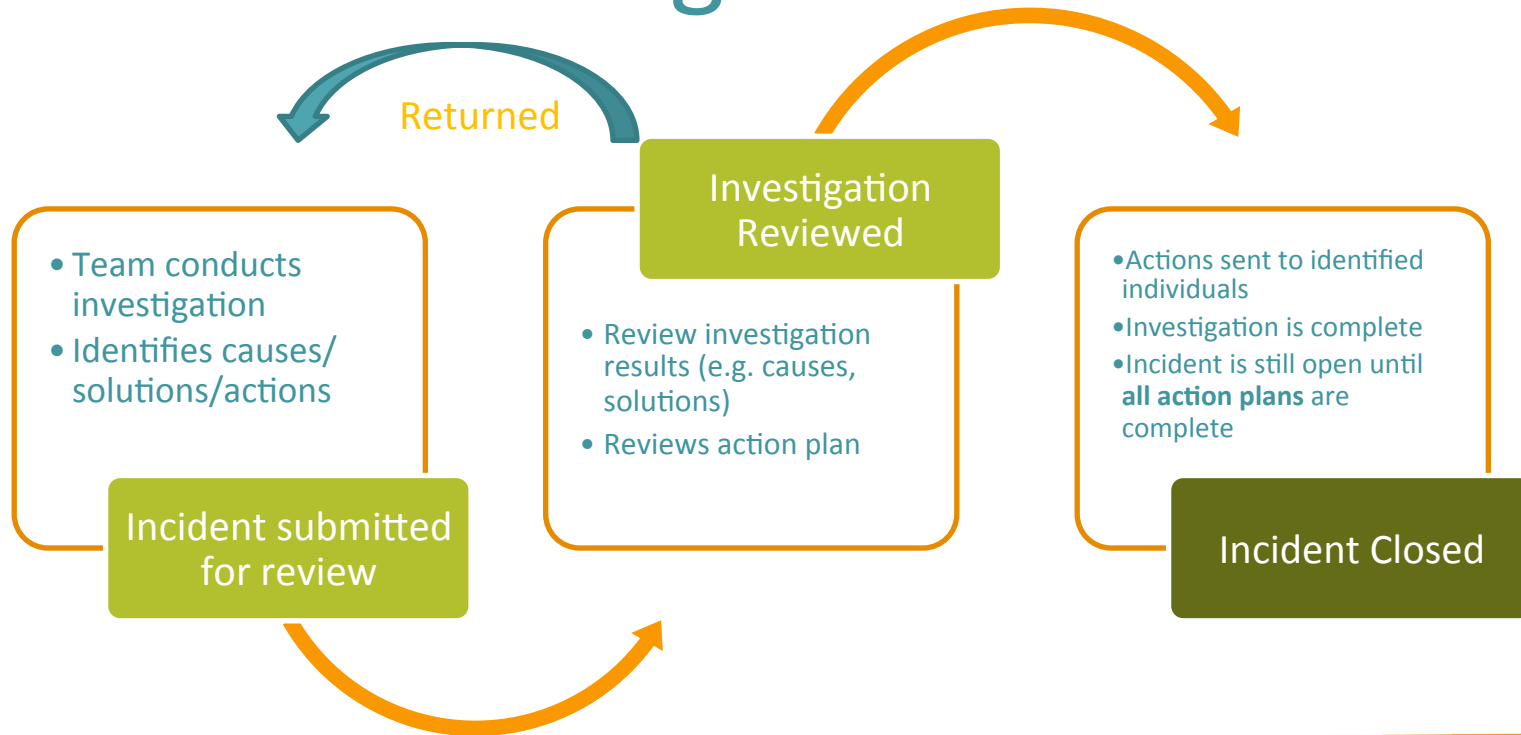 Returned
• Team conducts
investigation
• Identifies causes/
solutions/actions
Incident submitted
for review
Investigation
Reviewed
• Review investigation
results (e.g. causes,
solutions)
• Reviews action plan
•Actions sent to identified
individuals
•Investigation is complete
•Incident is still open until
all action plans are
complete
Incident Closed